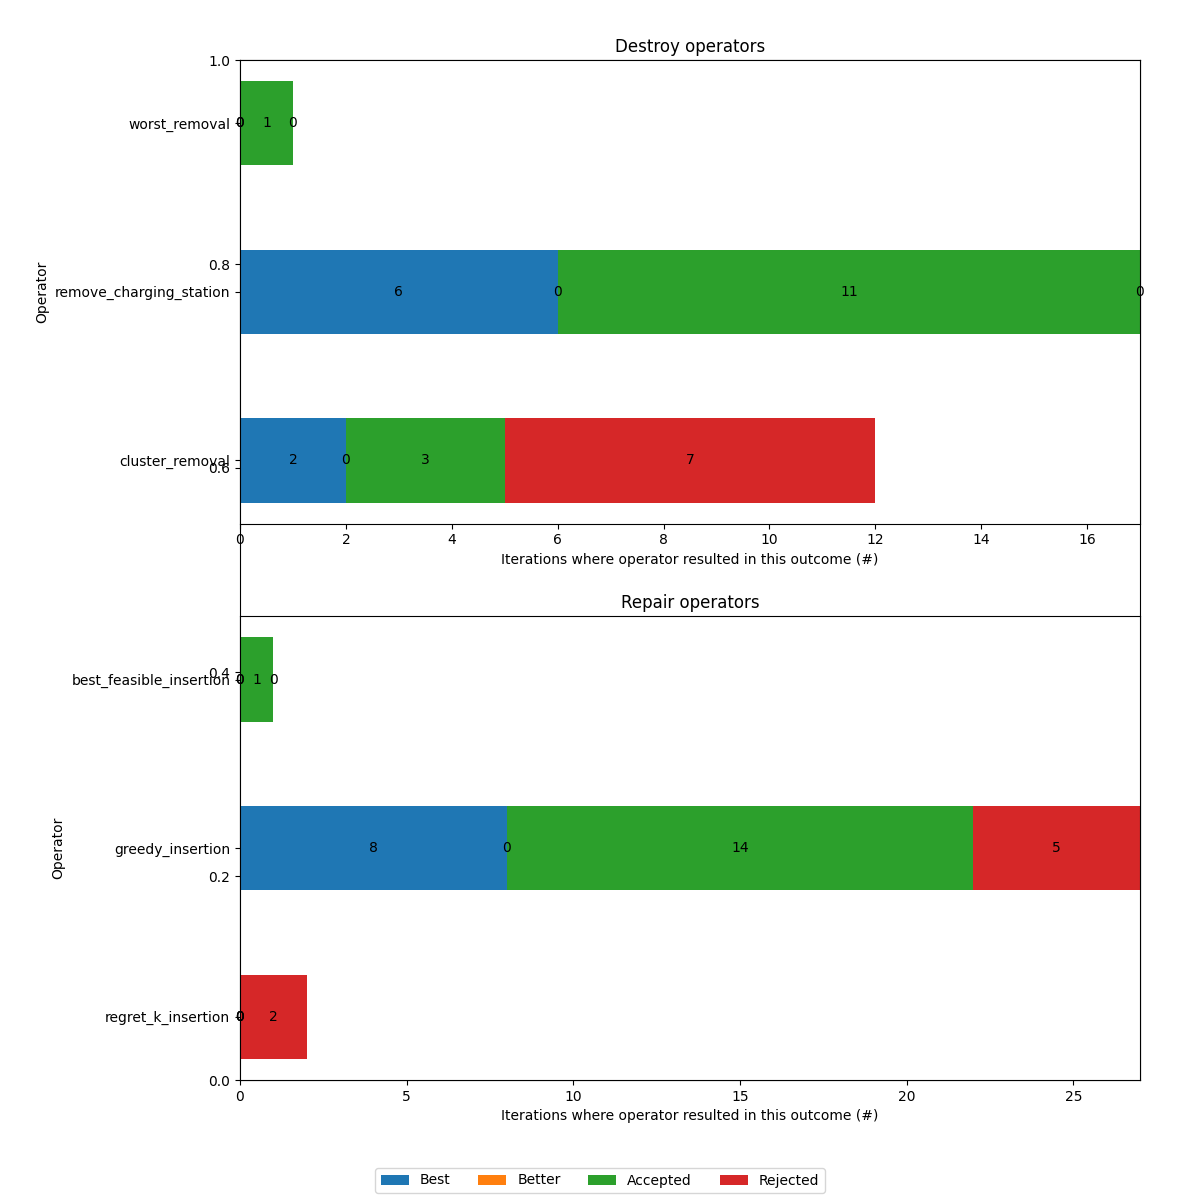 Destroy operators
1.0
worst_removal 0 0 1 0
0.8
Operator
remove_charging_station 6 0 11 0
cluster_removal 2 0 3 7
0.6
0 2 4 6 8 10 12 14 16
Iterations where operator resulted in this outcome (#)
Repair operators
0.4
best_feasible_insertion 0 0 1 0
Operator
greedy_insertion 8 0 14 5
0.2
regret_k_insertion 0 0 0 2
0.0
0 5 10 15 20 25
Iterations where operator resulted in this outcome (#)
Best Better Accepted Rejected